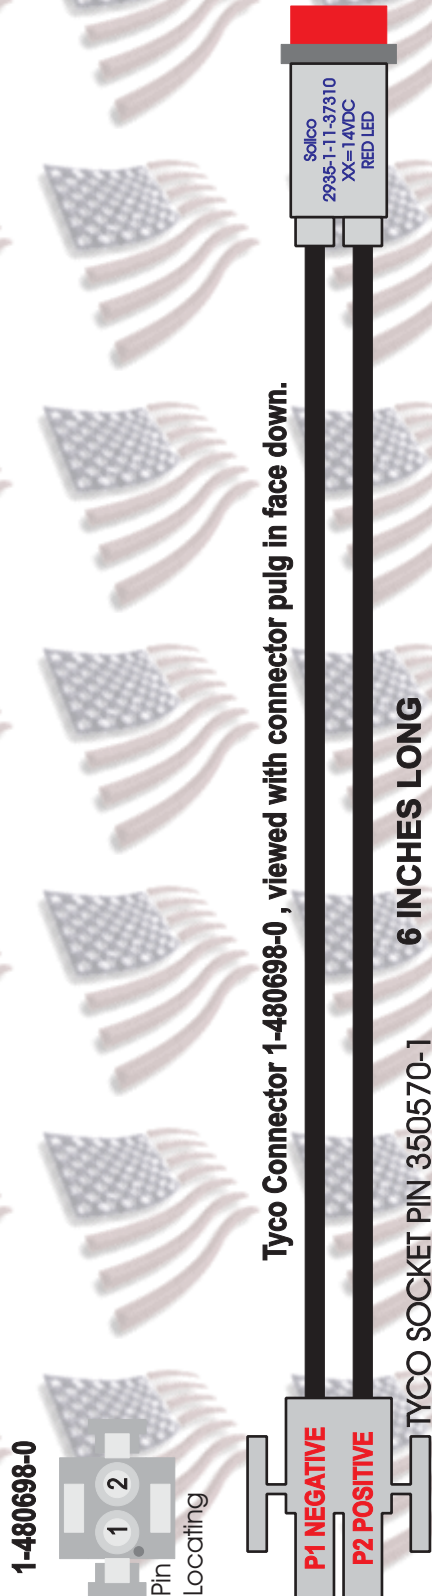 1-480698-0
1 2
Pin
Locating
Tyco Connector 1-480698-0 , viewed with connector pulg in face down.
Solico
2935-1-11-37310
XX=14VDC
RED LED
P1 NEGATIVE
P2 POSITIVE
6 INCHES LONG
TYCO SOCKET PIN 350570-1